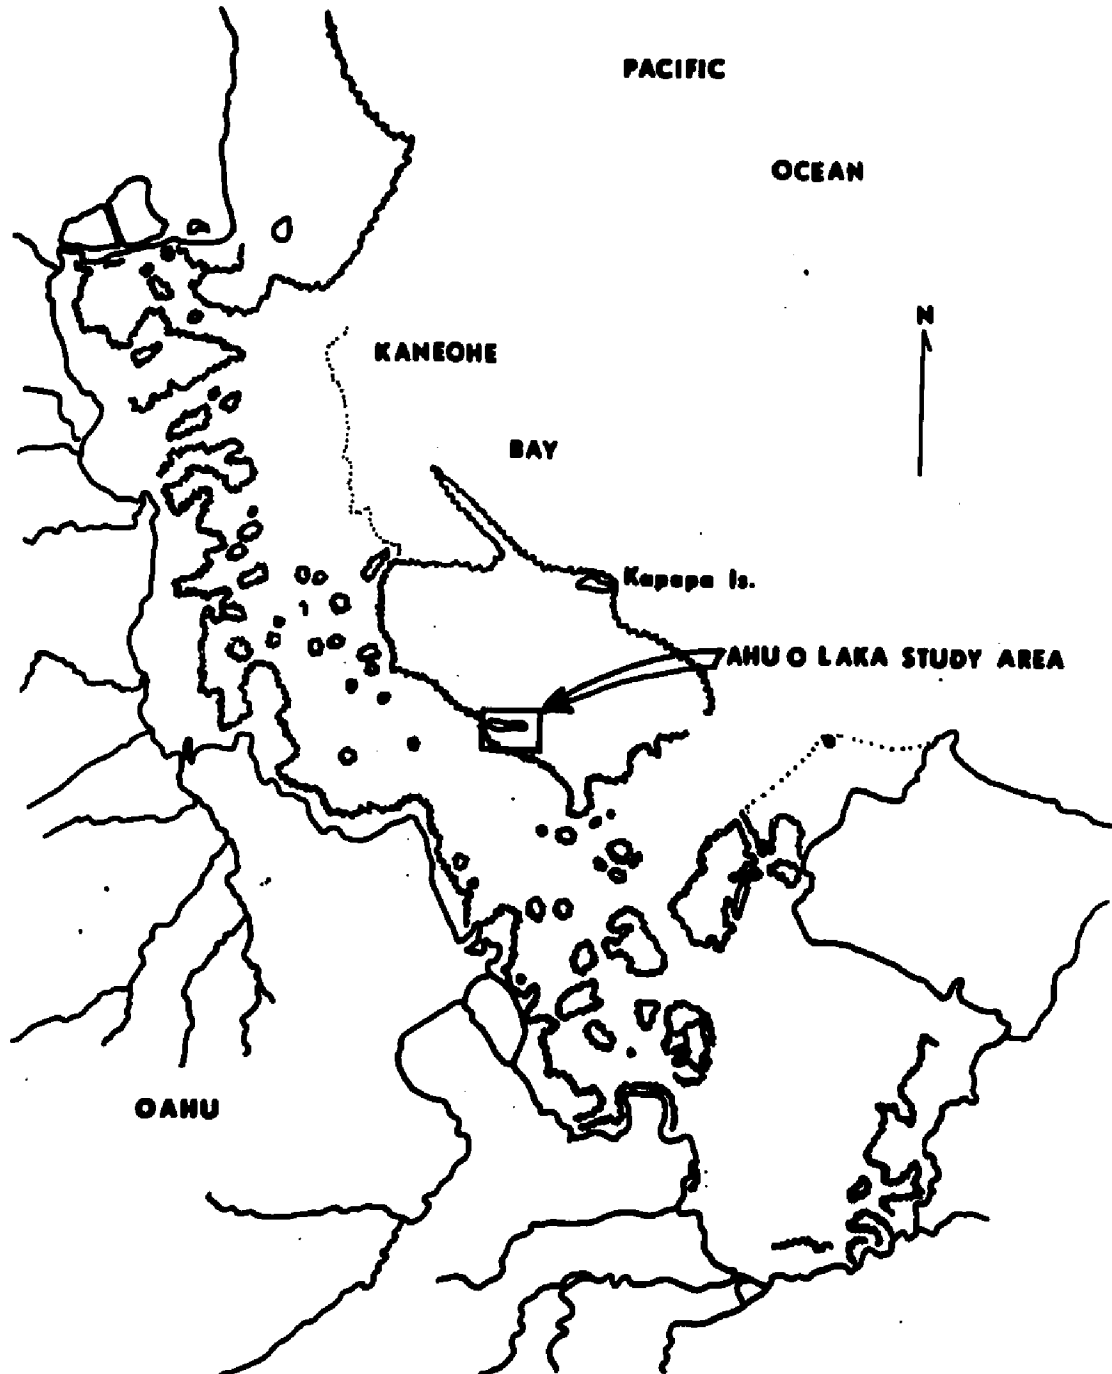 PACIFIC
OCEAN
N
KANEOHE
BAY
Kapapa Is.
AHU O LAKA STUDY AREA
OAHU